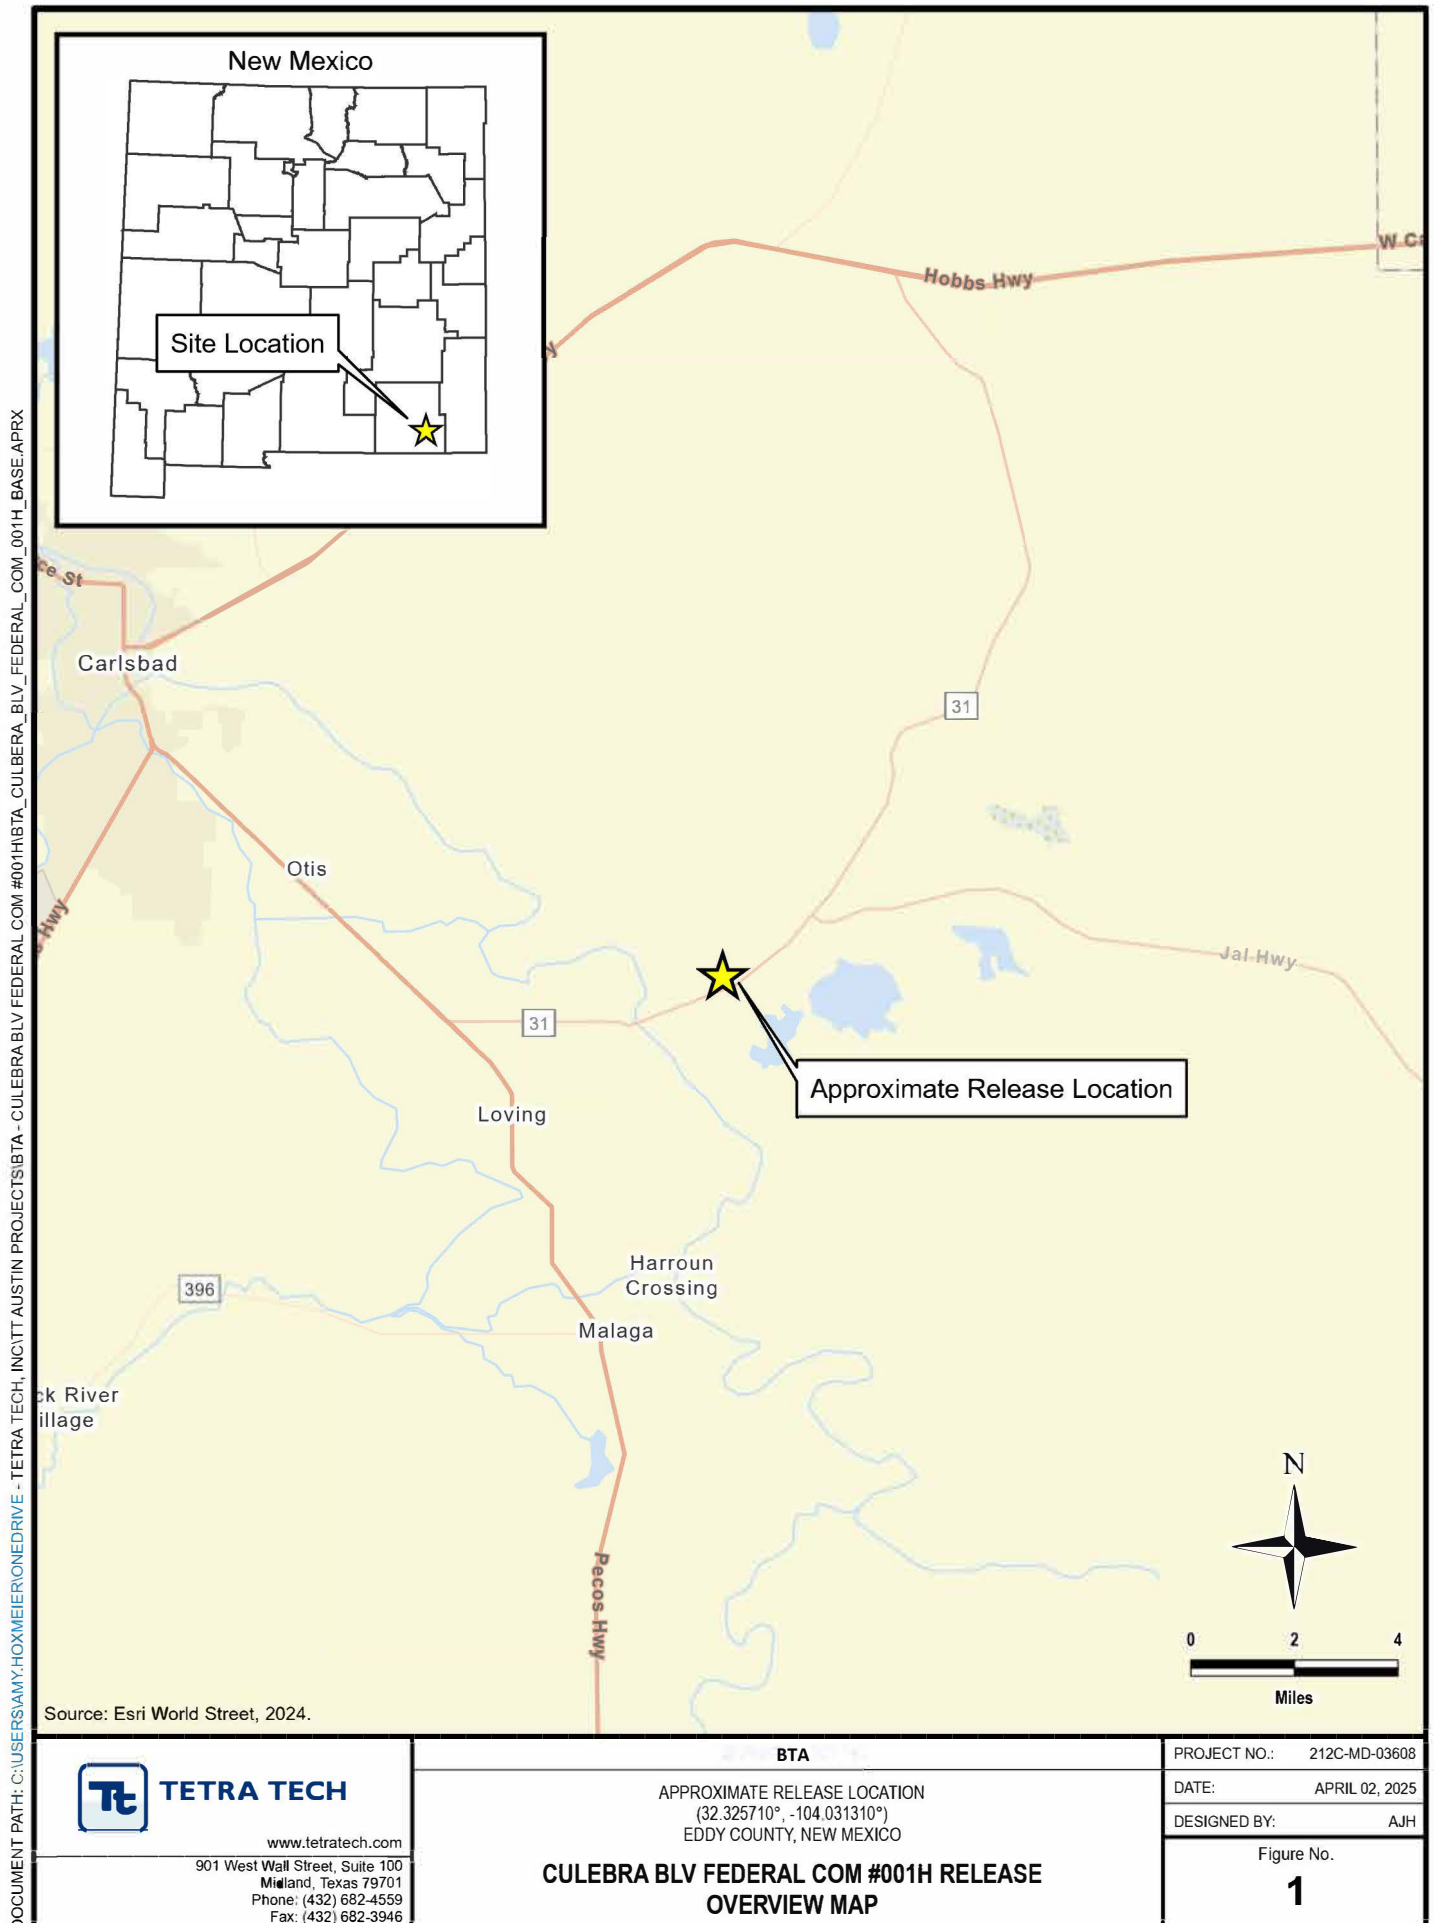 New Mexico
Site Location
W
Hobbs Hwy
ce St
Carlsbad
31
Otis
Hwy
Jal Hwy
31
Approximate Release Location
Loving
Harroun
Crossing
396
Malaga
ck River
illage
N
Pecos Hwy
0 2 4
Miles
Source: Esri World Street, 2024.
DOCUMENT PATH: C:\USERS\AMY.HOXMEIER\ONEDRIVE - TETRA TECH, INC\TT AUSTIN PROJECTS\BTA - CULEBRA BLV FEDERAL COM #001H\BTA_CULBERA_BLV_FEDERAL_COM_001H_BASE.APRX
Tt TETRA TECH
www.tetratech.com
901 West Wall Street, Suite 100
Midland, Texas 79701
Phone: (432) 682-4559
Fax: (432) 682-3946
BTA
APPROXIMATE RELEASE LOCATION
(32.325710°, -104.031310°)
EDDY COUNTY, NEW MEXICO
CULEBRA BLV FEDERAL COM #001H RELEASE
OVERVIEW MAP
PROJECT NO.: 212C-MD-03608
DATE: APRIL 02, 2025
DESIGNED BY: AJH
Figure No.
1